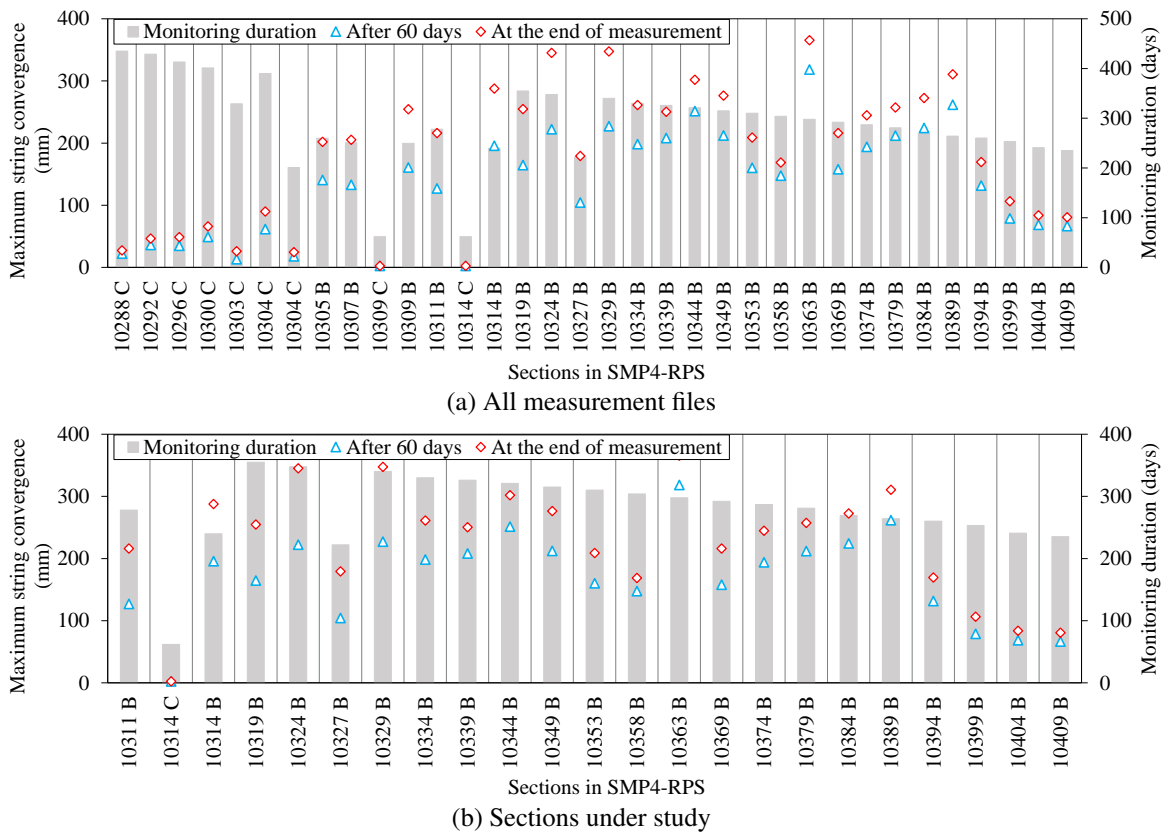 Maximum string convergence
(mm)
400
300
200
100
0
Monitoring duration
After 60 days
At the end of measurement
500
400
300
200
100
0
Monitoring duration (days)
10288 C
10292 C
10296 C
10300 C
10303 C
10304 C
10304 C
10305 B
10307 B
10309 C
10309 B
10311 B
10314 C
10314 B
10319 B
10324 B
10327 B
10329 B
10334 B
10339 B
10344 B
10349 B
10353 B
10358 B
10363 B
10369 B
10374 B
10379 B
10384 B
10389 B
10394 B
10399 B
10404 B
10409 B
Sections in SMP4-RPS
(a) All measurement files
Maximum string convergence
(mm)
400
300
200
100
0
Monitoring duration
After 60 days
At the end of measurement
400
300
200
100
0
Monitoring duration (days)
10311 B
10314 C
10314 B
10319 B
10324 B
10327 B
10329 B
10334 B
10339 B
10344 B
10349 B
10353 B
10358 B
10363 B
10369 B
10374 B
10379 B
10384 B
10389 B
10394 B
10399 B
10404 B
10409 B
Sections in SMP4-RPS
(b) Sections under study